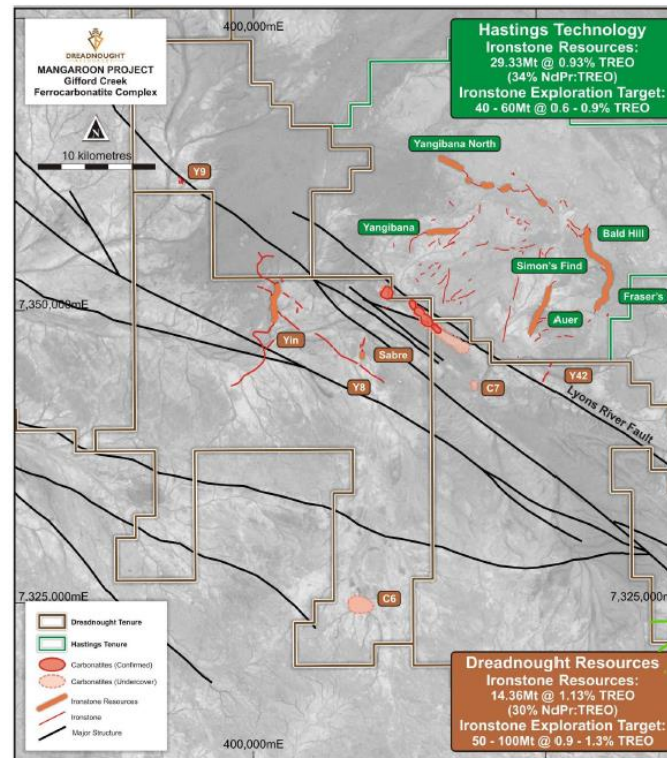 DREADNOUGHT
MANGAROON PROJECT
Gifford Creek
Ferrocarbonatite Complex
N
10 kilometres
400,000mE
Hastings Technology
Ironstone Resources:
29.33Mt @ 0.93% TREO
(34% NdPr:TREO)
Ironstone Exploration Target:
40 - 60Mt @ 0.6 - 0.9% TREO
Yangibana North
Y9
Yangibana
Bald Hill
Simon's Find
7,350,000mE
Fraser's
Auer
Yin
Sabre
Y8
C7
Y42
Lyons River Fault
7,325,000mE
7,325,000m
C6
Dreadnought Tenure
Hastings Tenure
Carbonatites (Confirmed)
Carbonatites (Undercover)
Ironstone Resources
Ironstone
Major Structure
Dreadnought Resources
Ironstone Resources:
14.36Mt @ 1.13% TREO
(30% NdPr:TREO)
Ironstone Exploration Target:
50 - 100Mt @ 0.9 - 1.3% TREO
400,000mE